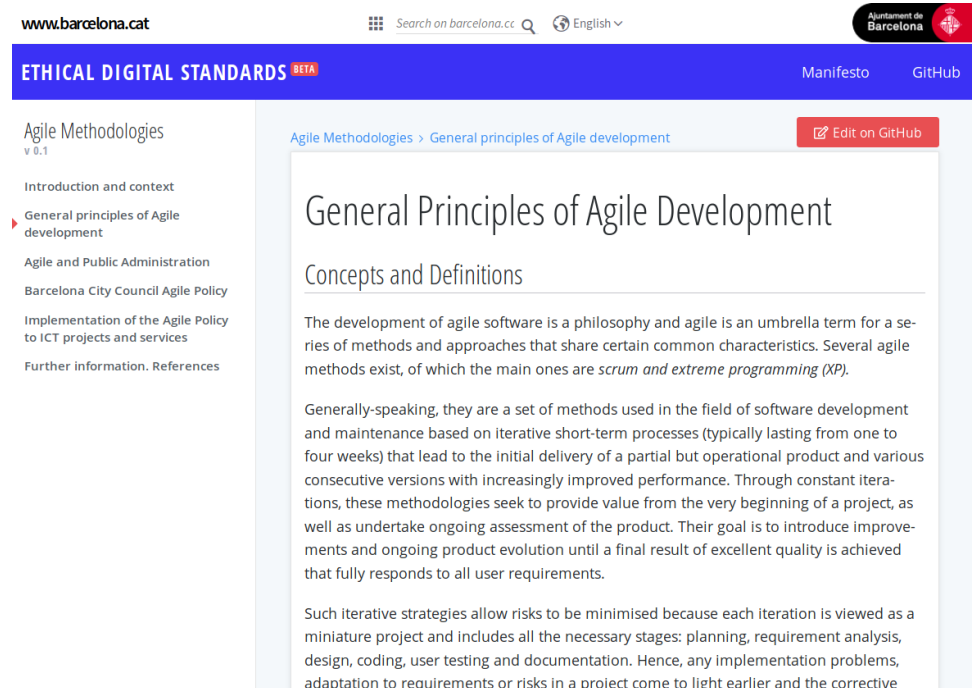 www.barcelona.cat
Search on barcelona.cc
English
Ajuntament de
Barcelona
ETHICAL DIGITAL STANDARDS BETA
Manifesto
GitHub
Agile Methodologies
v 0.1
Introduction and context
General principles of Agile
development
Agile and Public Administration
Barcelona City Council Agile Policy
Implementation of the Agile Policy
to ICT projects and services
Further information. References
Agile Methodologies › General principles of Agile development
Edit on GitHub
General Principles of Agile Development
Concepts and Definitions
The development of agile software is a philosophy and agile is an umbrella term for a se-
ries of methods and approaches that share certain common characteristics. Several agile
methods exist, of which the main ones are scrum and extreme programming (XP).
Generally-speaking, they are a set of methods used in the field of software development
and maintenance based on iterative short-term processes (typically lasting from one to
four weeks) that lead to the initial delivery of a partial but operational product and various
consecutive versions with increasingly improved performance. Through constant itera-
tions, these methodologies seek to provide value from the very beginning of a project, as
well as undertake ongoing assessment of the product. Their goal is to introduce improve-
ments and ongoing product evolution until a final result of excellent quality is achieved
that fully responds to all user requirements.
Such iterative strategies allow risks to be minimised because each iteration is viewed as a
miniature project and includes all the necessary stages: planning, requirement analysis,
design, coding, user testing and documentation. Hence, any implementation problems,
adaptation to requirements or risks in a project come to light earlier and the corrective